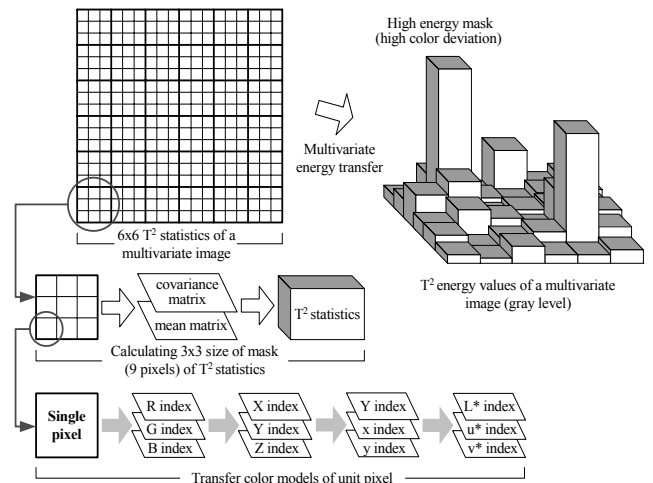 High energy mask
(high color deviation)
Multivariate
energy transfer
6x6 T² statistics of a
multivariate image
T² energy values of a multivariate
image (gray level)
covariance
matrix
mean matrix
T² statistics
Calculating 3x3 size of mask
(9 pixels) of T² statistics
Single
pixel
R index
G index
B index
X index
Y index
Z index
Y index
x index
y index
L* index
u* index
v* index
Transfer color models of unit pixel